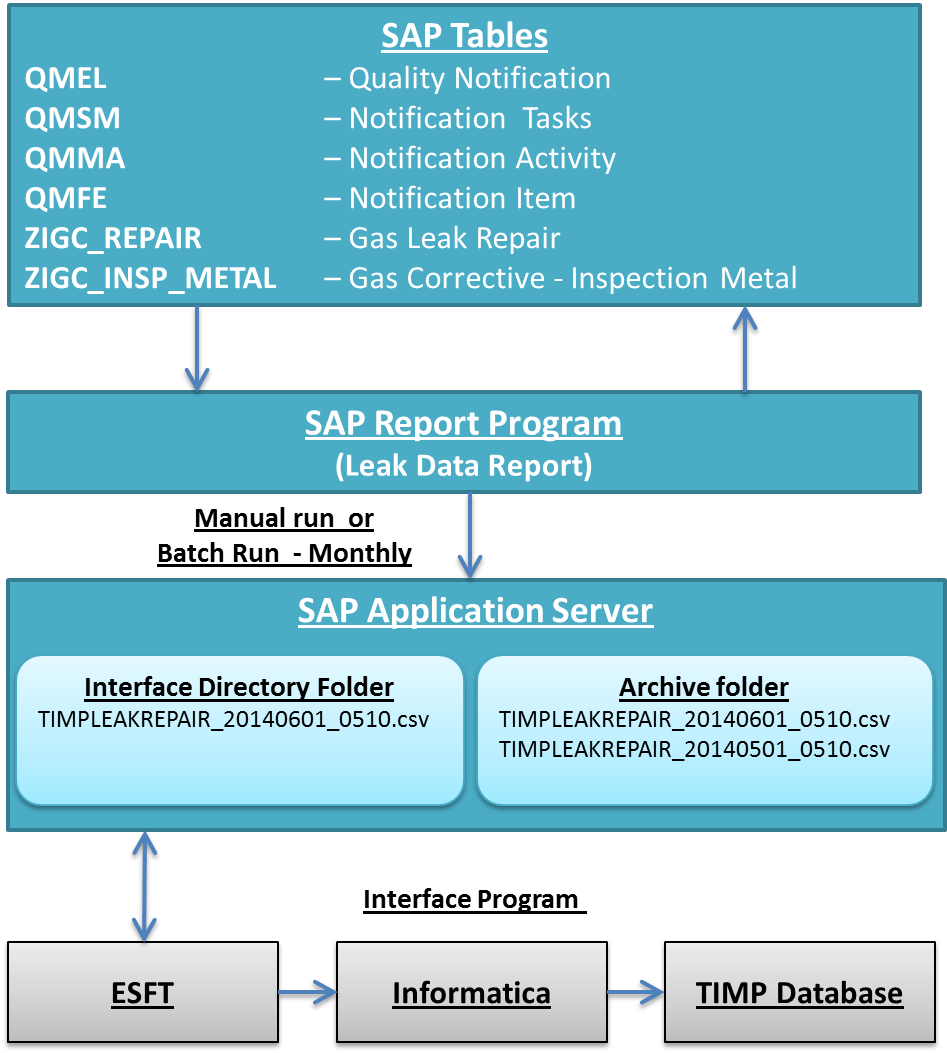 SAP Tables
QMEL – Quality Notification
QMSM – Notification Tasks
QMMA – Notification Activity
QMFE – Notification Item
ZIGC_REPAIR – Gas Leak Repair
ZIGC_INSP_METAL – Gas Corrective - Inspection Metal
SAP Report Program
(Leak Data Report)
Manual run or
Batch Run - Monthly
SAP Application Server
Interface Directory Folder
TIMPLEAKREPAIR_20140601_0510.csv
Archive folder
TIMPLEAKREPAIR_20140601_0510.csv
TIMPLEAKREPAIR_20140501_0510.csv
Interface Program
ESFT
Informatica
TIMP Database